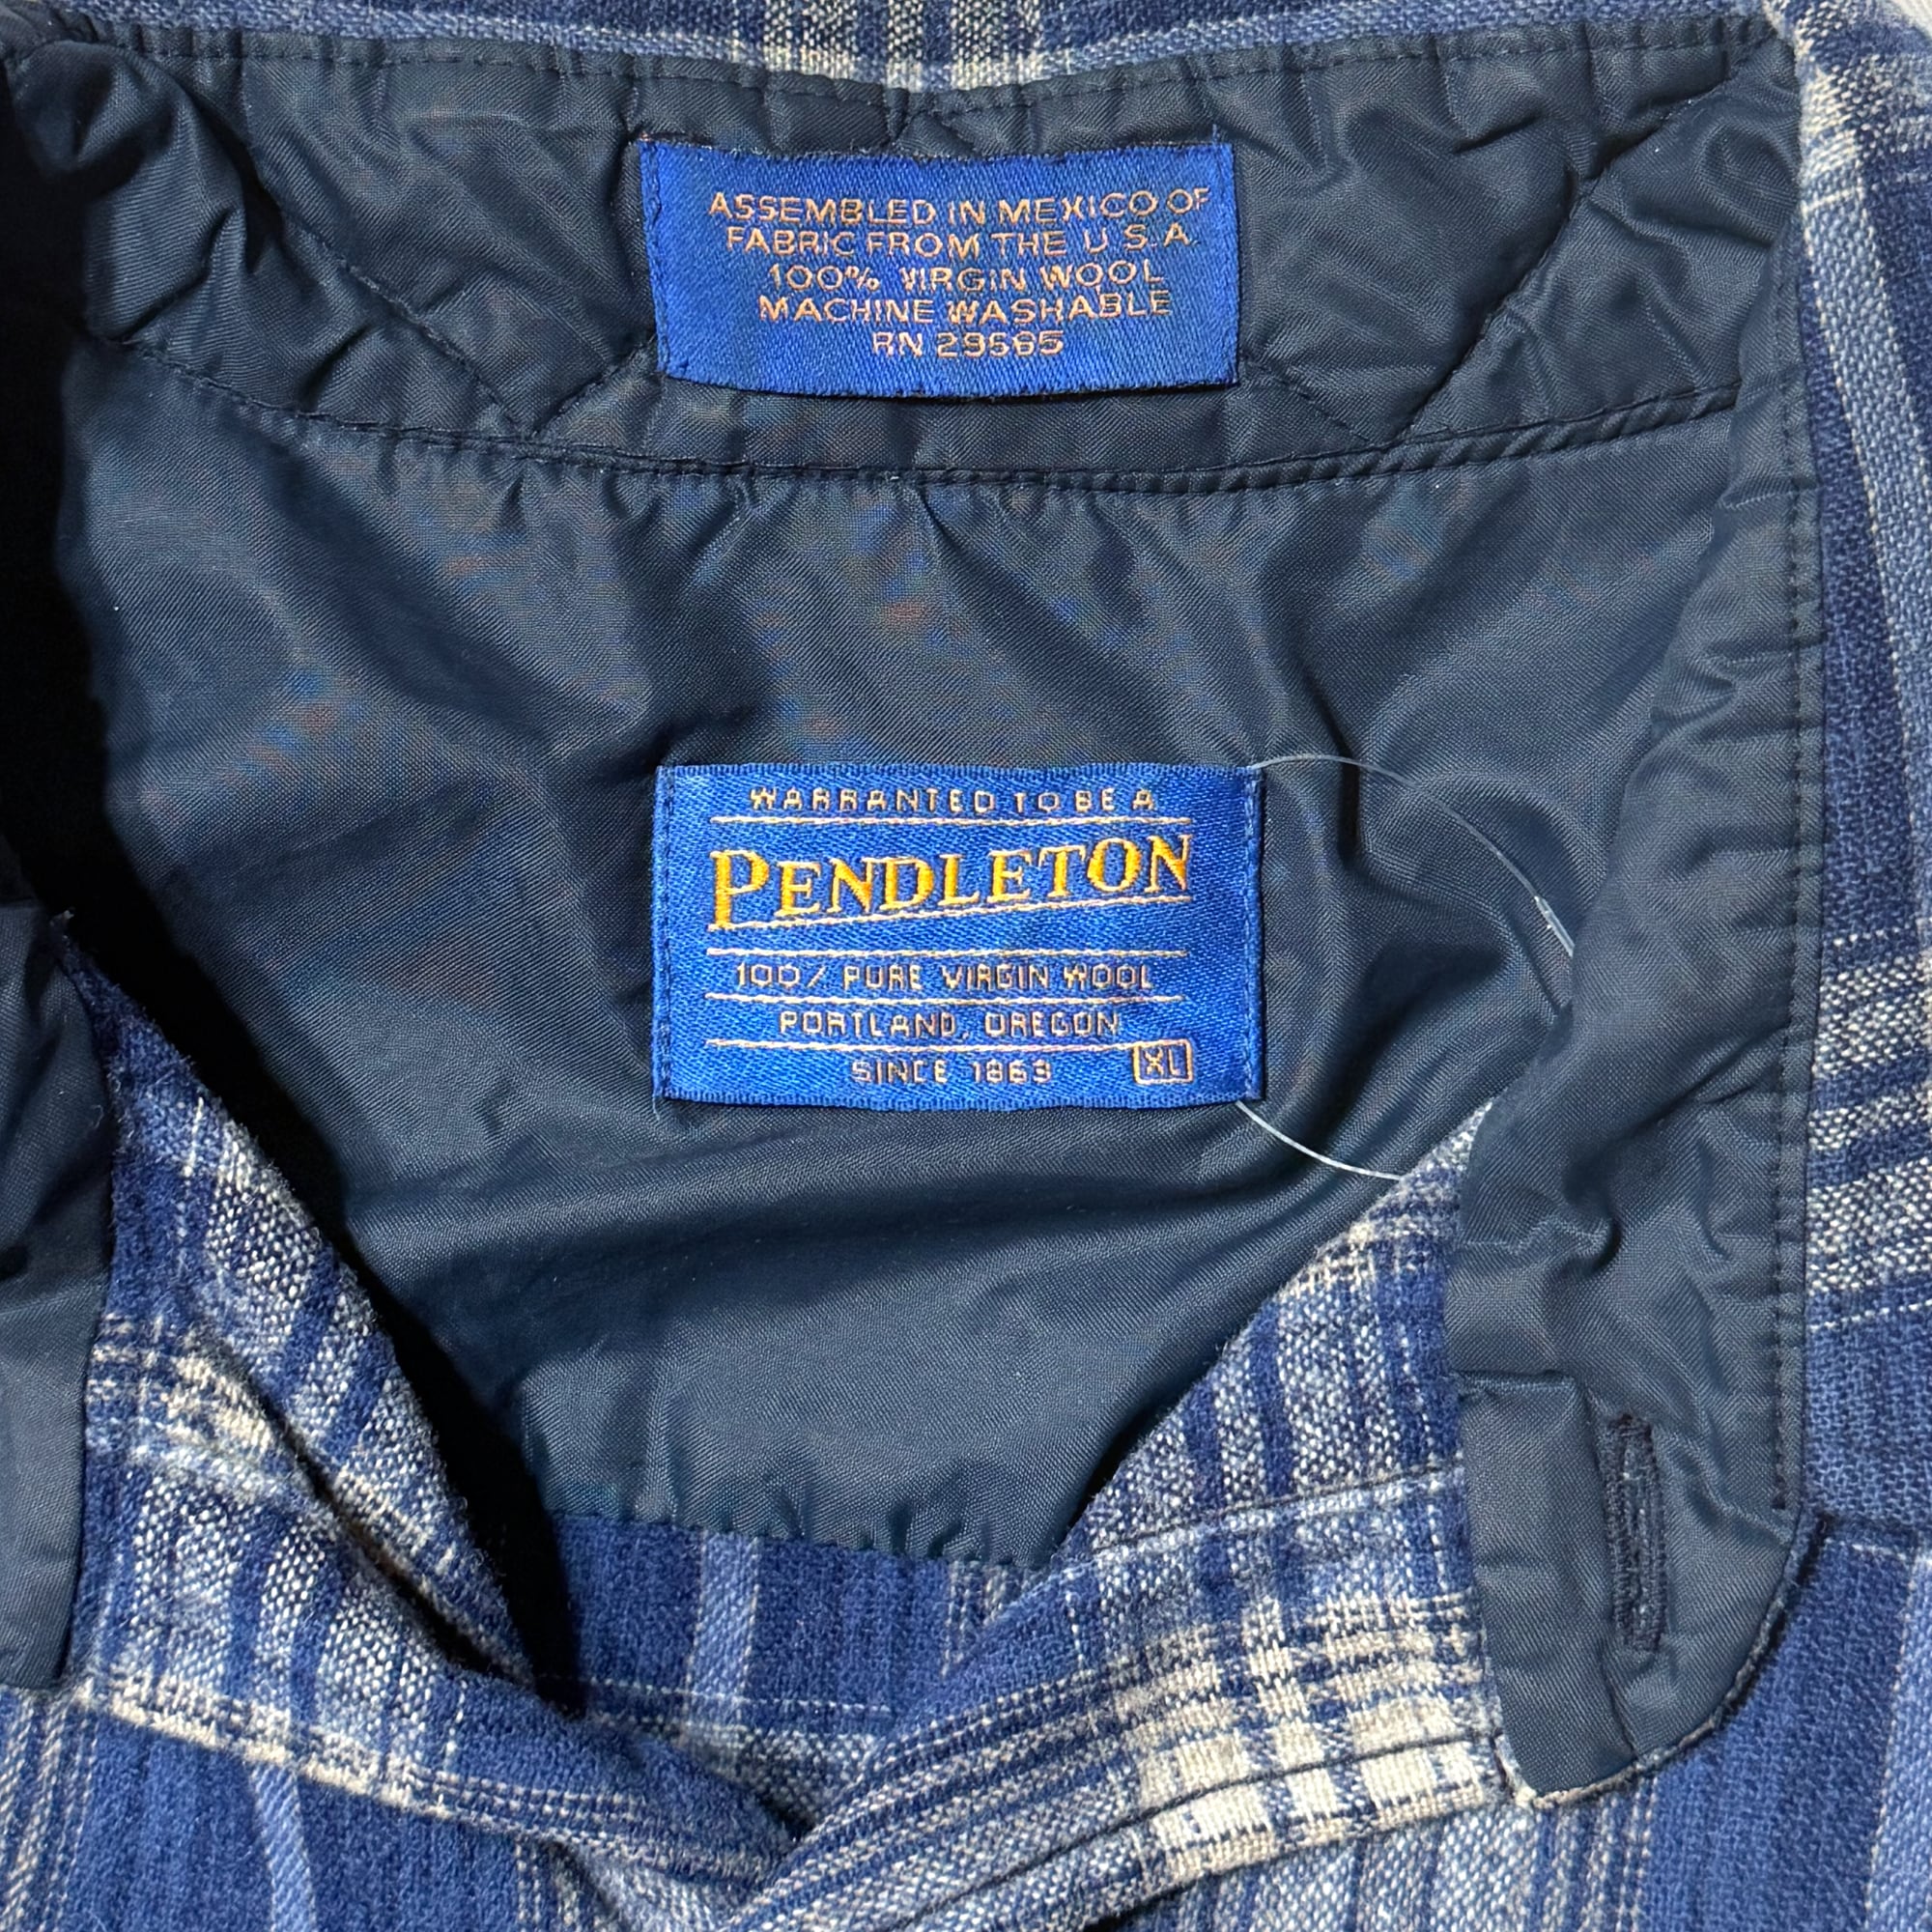 ASSEMBLED IN MEXICO OF
FABRIC FROM THE U.S.A.
100% VIRGIN WOOL
MACHINE WASHABLE
RN 29565
WARRANTED TO BE A
PENDLETON
100% PURE VIRGIN WOOL
PORTLAND, OREGON
SINCE 1863
XL